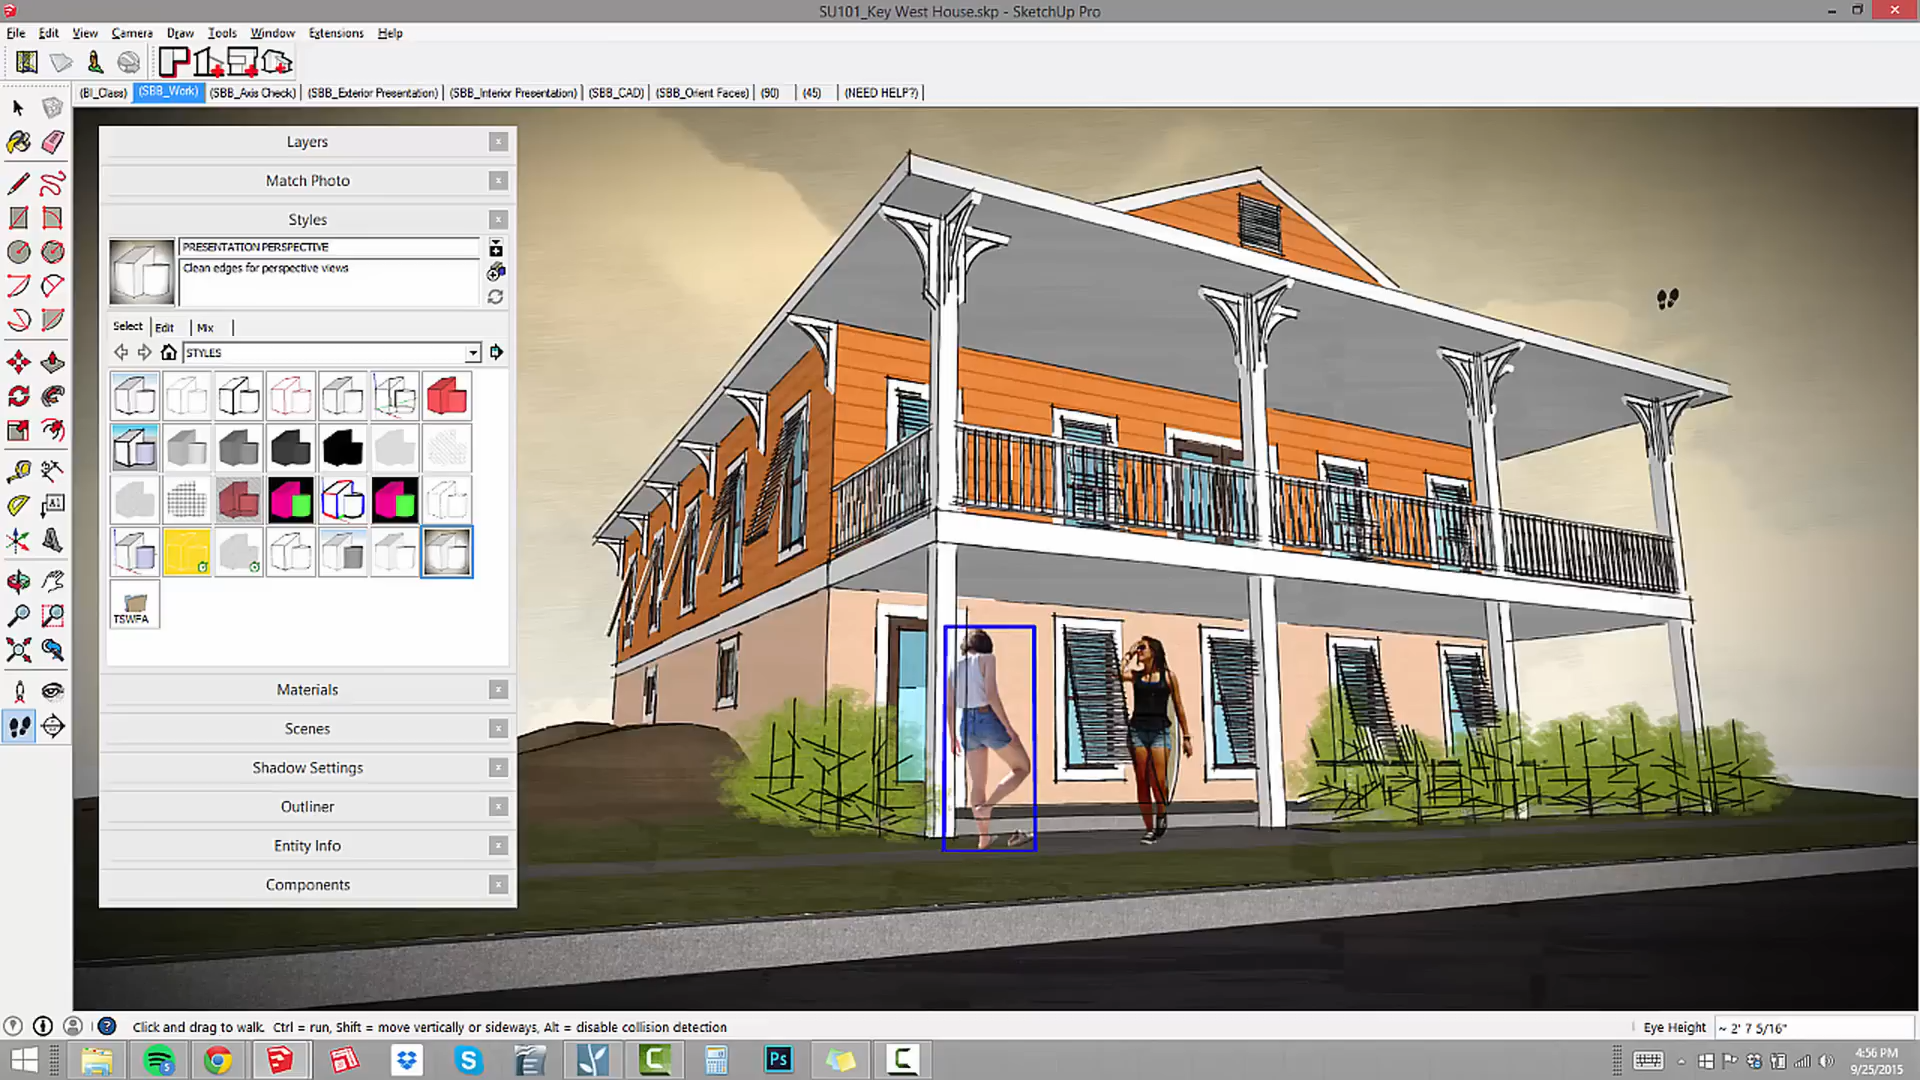 SU101_Key West House.skp - SketchUp Pro
File Edit View Camera Draw Tools Window Extensions Help
(BI_Class) (SBB_Work) (SBB_Axis Check) (SBB_Exterior Presentation) (SBB_Interior Presentation) (SBB_CAD) (SBB_Orient Faces) (90) (45) (NEED HELP?)
Layers
Match Photo
Styles
PRESENTATION PERSPECTIVE
Clean edges for perspective views
Select Edit Mix
STYLES
TSWFA
Materials
Scenes
Shadow Settings
Outliner
Entity Info
Components
A1
Click and drag to walk. Ctrl = run, Shift = move vertically or sideways, Alt = disable collision detection
Eye Height ~ 2' 7 5/16"
Ps
4:56 PM
9/25/2015